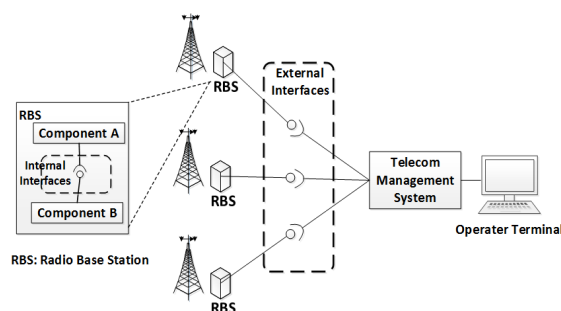 RBS
Component A
Internal
Interfaces
Component B
RBS: Radio Base Station
RBS
RBS
RBS
External
Interfaces
Telecom
Management
System
Operater Terminal